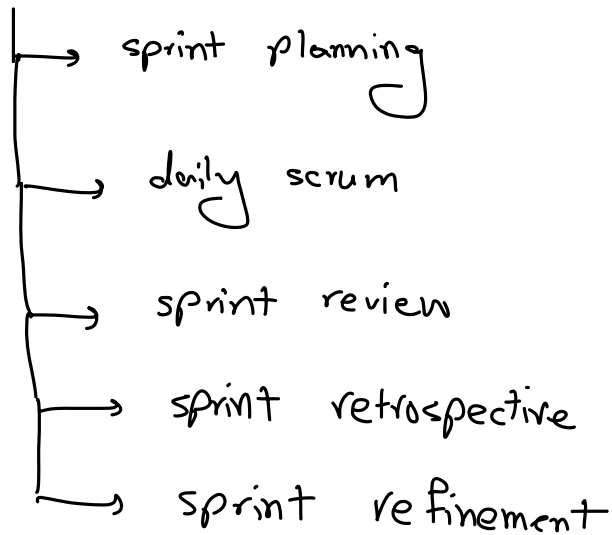 sprint planning
daily scrum
sprint review
sprint retrospective
sprint refinement